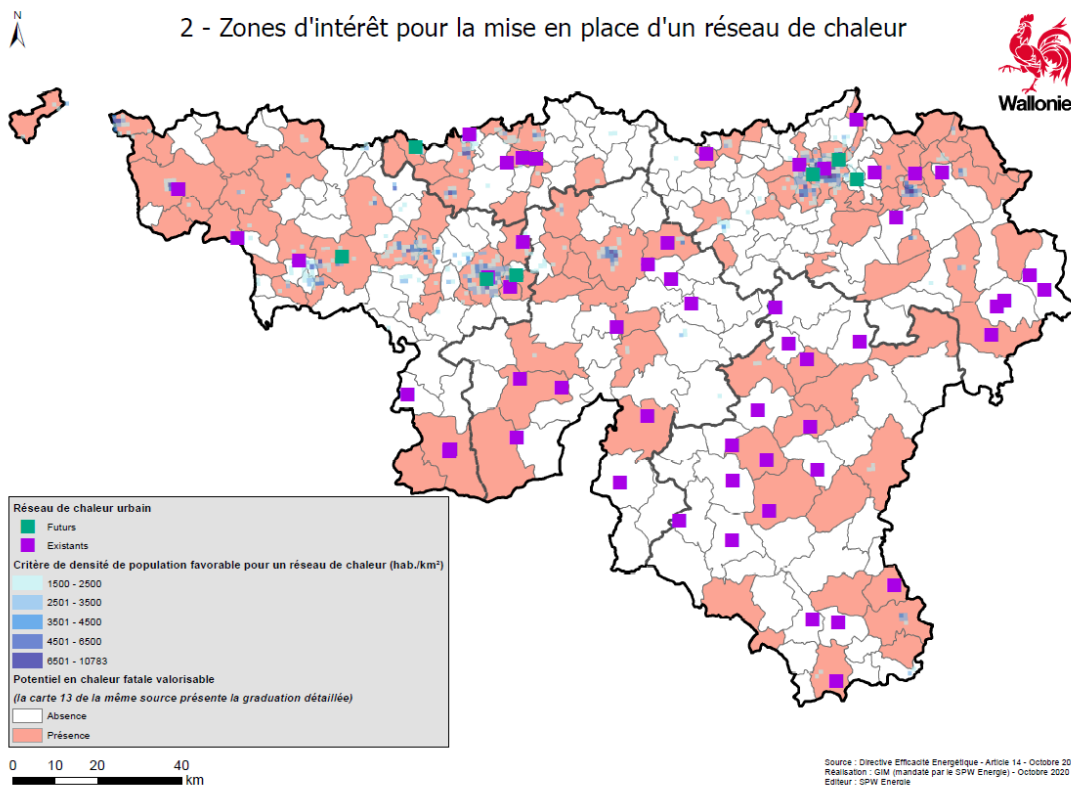 N
2 - Zones d'intérêt pour la mise en place d'un réseau de chaleur
Wallonie
Réseau de chaleur urbain
Futurs
Existants
Critère de densité de population favorable pour un réseau de chaleur (hab./km²)
1500 - 2500
2501 - 3500
3501 - 4500
4501 - 6500
6501 - 10783
Potentiel en chaleur fatale valorisable
(la carte 13 de la même source présente la graduation détaillée)
Absence
Présence
0 10 20 40
km
Source : Directive Efficacité Energétique - Article 14 - Octobre 20
Réalisation : GIM (mandaté par le SPW Energie) - Octobre 2020
Editeur : SPW Energie